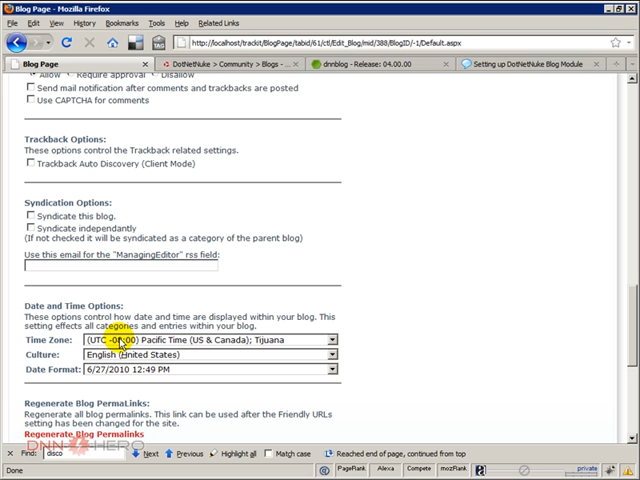 Blog Page - Mozilla Firefox
File Edit View History Bookmarks Tools Help Related Links
http://localhost/trackit/BlogPage/tabid/61/ctl/Edit_Blog/mid/388/BlogID/-1/Default.aspx
Blog Page DotNetNuke > Community > Blogs - ... dnnblog - Release: 04.00.00 Setting up DotNetNuke Blog Module
Allow Require approval Disallow
Send mail notification after comments and trackbacks are posted
Use CAPTCHA for comments
Trackback Options:
These options control the Trackback related settings.
Trackback Auto Discovery (Client Mode)
Syndication Options:
Syndicate this blog.
Syndicate independantly
(If not checked it will be syndicated as a category of the parent blog)
Use this email for the "ManagingEditor" rss field:
Date and Time Options:
These options control how date and time are displayed within your blog. This
setting effects all categories and entries within your blog.
Time Zone: (UTC -08:00) Pacific Time (US & Canada); Tijuana
Culture: English (United States)
Date Format: 6/27/2010 12:49 PM
Regenerate Blog PermaLinks:
Regenerate all blog permalinks. This link can be used after the Friendly URLs
setting has been changed for the site.
Regenerate Blog Permalinks
DNN HERO
Find: disco Next Previous Highlight all Match case Reached end of page, continued from top
Done PageRank Alexa Compete mozRank private